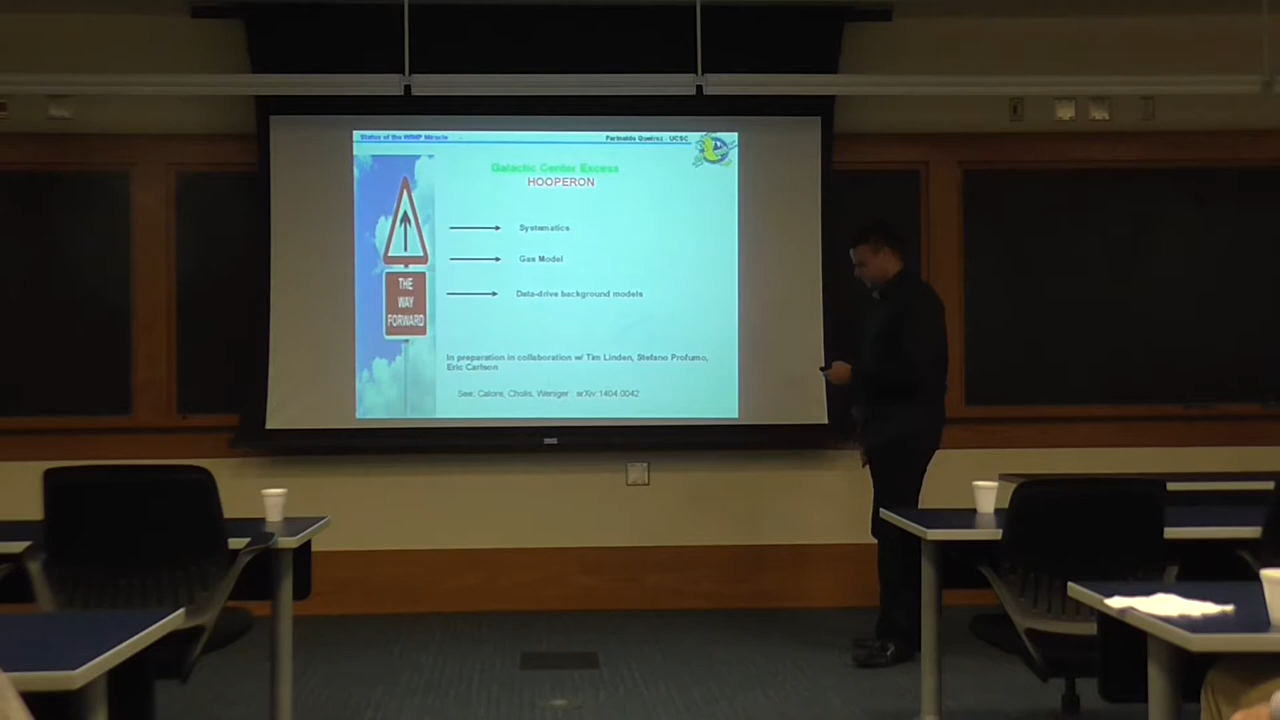 Status of the WIMP Miracle
Farinaldo Queiroz - UCSC
Galactic Center Excess
HOOPERON
Systematics
Gas Model
Data-drive background models
THE
WAY
FORWARD
In preparation in collaboration w/ Tim Linden, Stefano Profumo,
Eric Carlson
See: Calore, Cholis, Weniger arXiv:1404.0042